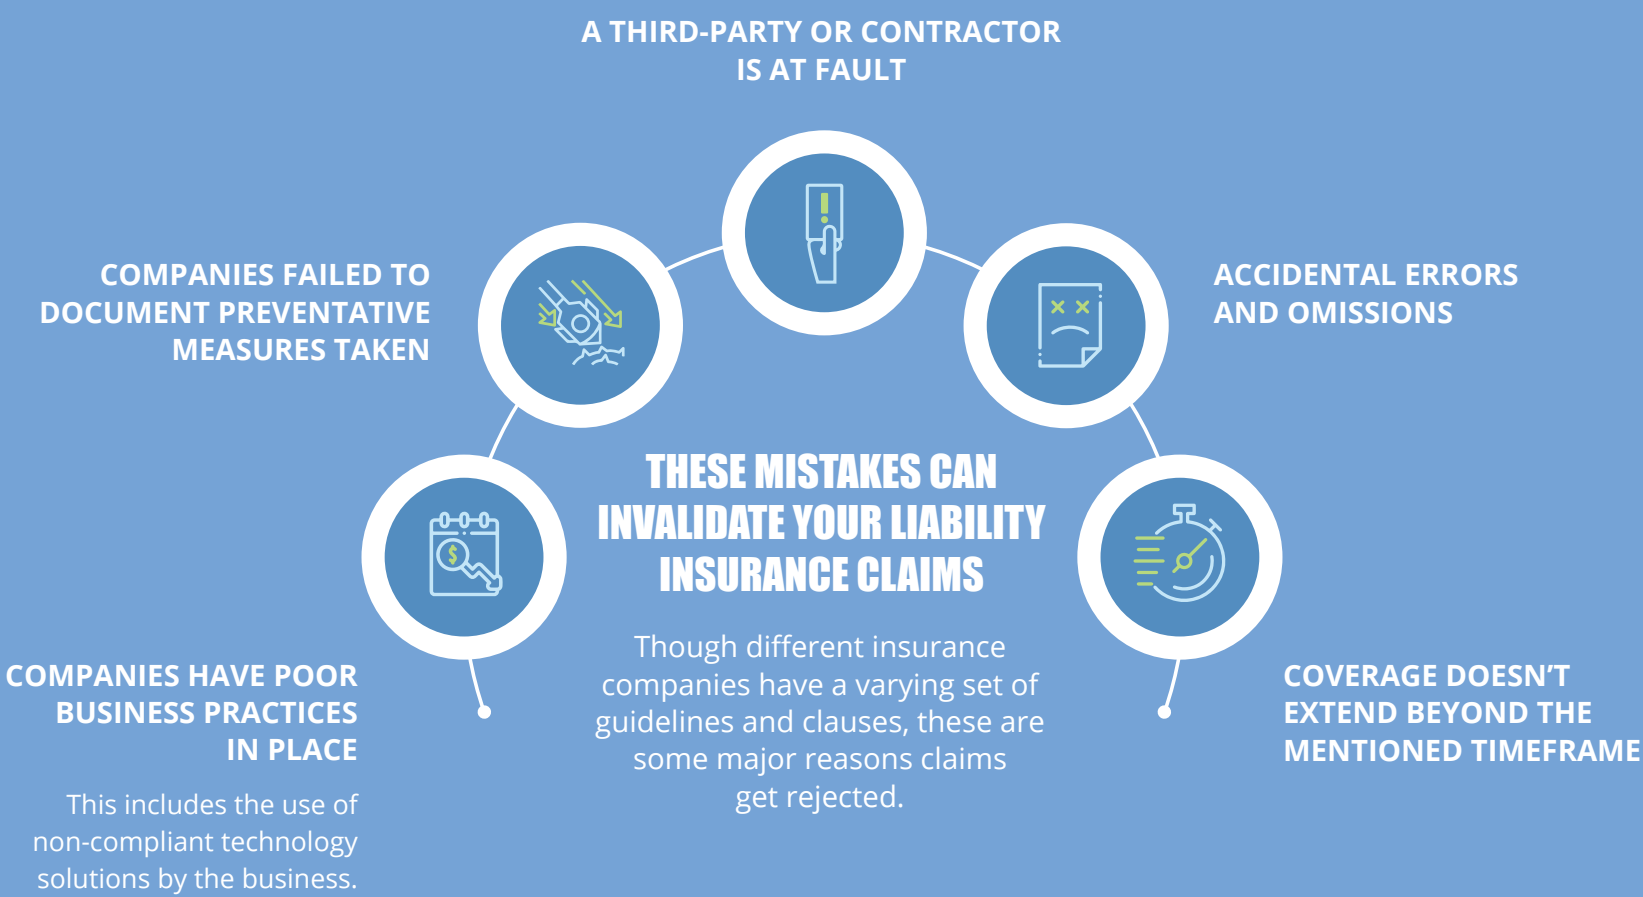 A THIRD-PARTY OR CONTRACTOR
IS AT FAULT
COMPANIES FAILED TO
DOCUMENT PREVENTATIVE
MEASURES TAKEN
ACCIDENTAL ERRORS
AND OMISSIONS
THESE MISTAKES CAN
INVALIDATE YOUR LIABILITY
INSURANCE CLAIMS
Though different insurance
companies have a varying set of
guidelines and clauses, these are
some major reasons claims
get rejected.
COMPANIES HAVE POOR
BUSINESS PRACTICES
IN PLACE
This includes the use of
non-compliant technology
solutions by the business.
COVERAGE DOESN'T
EXTEND BEYOND THE
MENTIONED TIMEFRAME